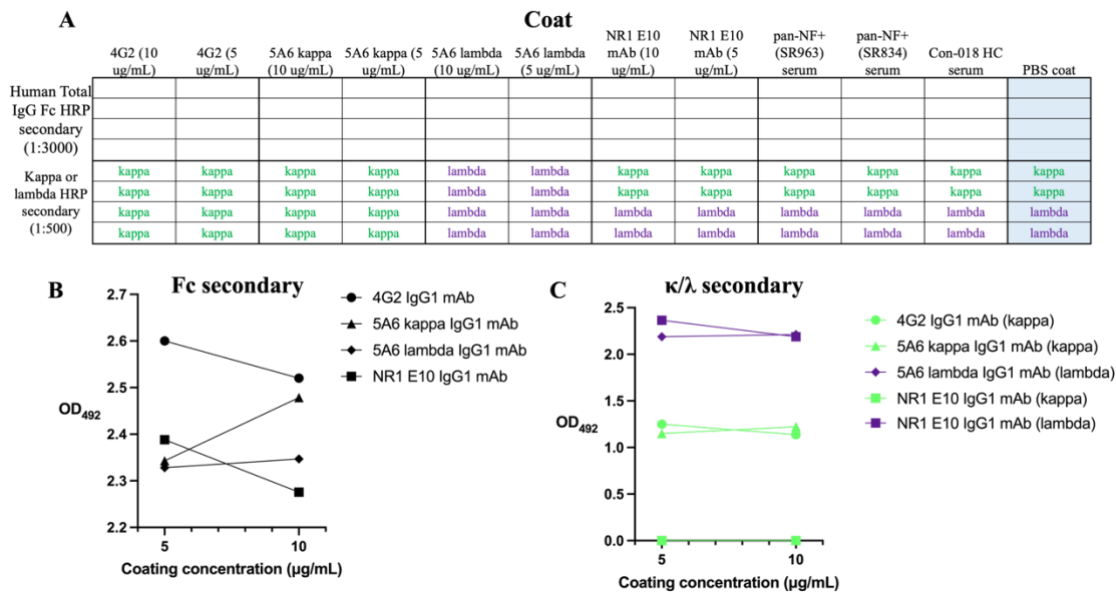 A
Coat
4G2 (10 ug/mL)
4G2 (5 ug/mL)
5A6 kappa (10 ug/mL)
5A6 kappa (5 ug/mL)
5A6 lambda (10 ug/mL)
5A6 lambda (5 ug/mL)
NR1 E10 mAb (10 ug/mL)
NR1 E10 mAb (5 ug/mL)
pan-NF+ (SR963) serum
pan-NF+ (SR834) serum
Con-018 HC serum
PBS coat
Human Total
IgG Fc HRP
secondary
(1:3000)
Kappa or
lambda HRP
secondary
(1:500)
kappa kappa kappa kappa lambda lambda kappa kappa kappa kappa kappa kappa
kappa kappa kappa kappa lambda lambda kappa kappa kappa kappa kappa kappa
kappa kappa kappa kappa lambda lambda lambda lambda lambda lambda lambda lambda
kappa kappa kappa kappa lambda lambda lambda lambda lambda lambda lambda lambda
B
Fc secondary
2.7
2.6
2.5
2.4
2.3
2.2
OD492
5
10
Coating concentration (µg/mL)
4G2 IgG1 mAb
5A6 kappa IgG1 mAb
5A6 lambda IgG1 mAb
NR1 E10 IgG1 mAb
C
κ/λ secondary
2.5
2.0
1.5
1.0
0.5
0.0
OD492
5
10
Coating concentration (µg/mL)
4G2 IgG1 mAb (kappa)
5A6 kappa IgG1 mAb (kappa)
5A6 lambda IgG1 mAb (lambda)
NR1 E10 IgG1 mAb (kappa)
NR1 E10 IgG1 mAb (lambda)